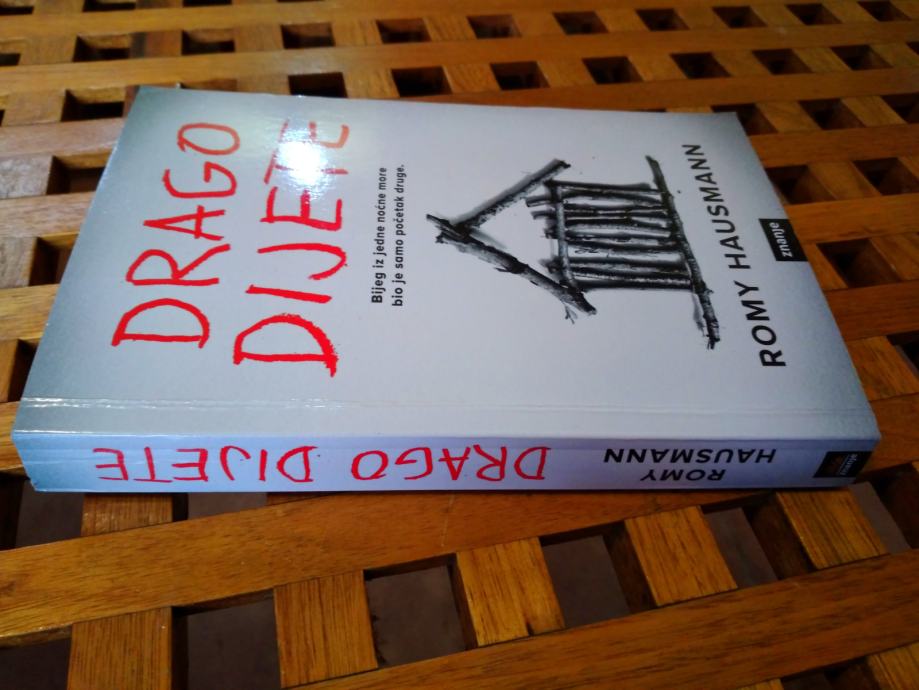 DRAGO
DIJETE
Bijeg iz jedne noćne more
bio je samo početak druge.
ROMY HAUSMANN
znanje
DRAGO DIJETE
ROMY
HAUSMANN
znanje